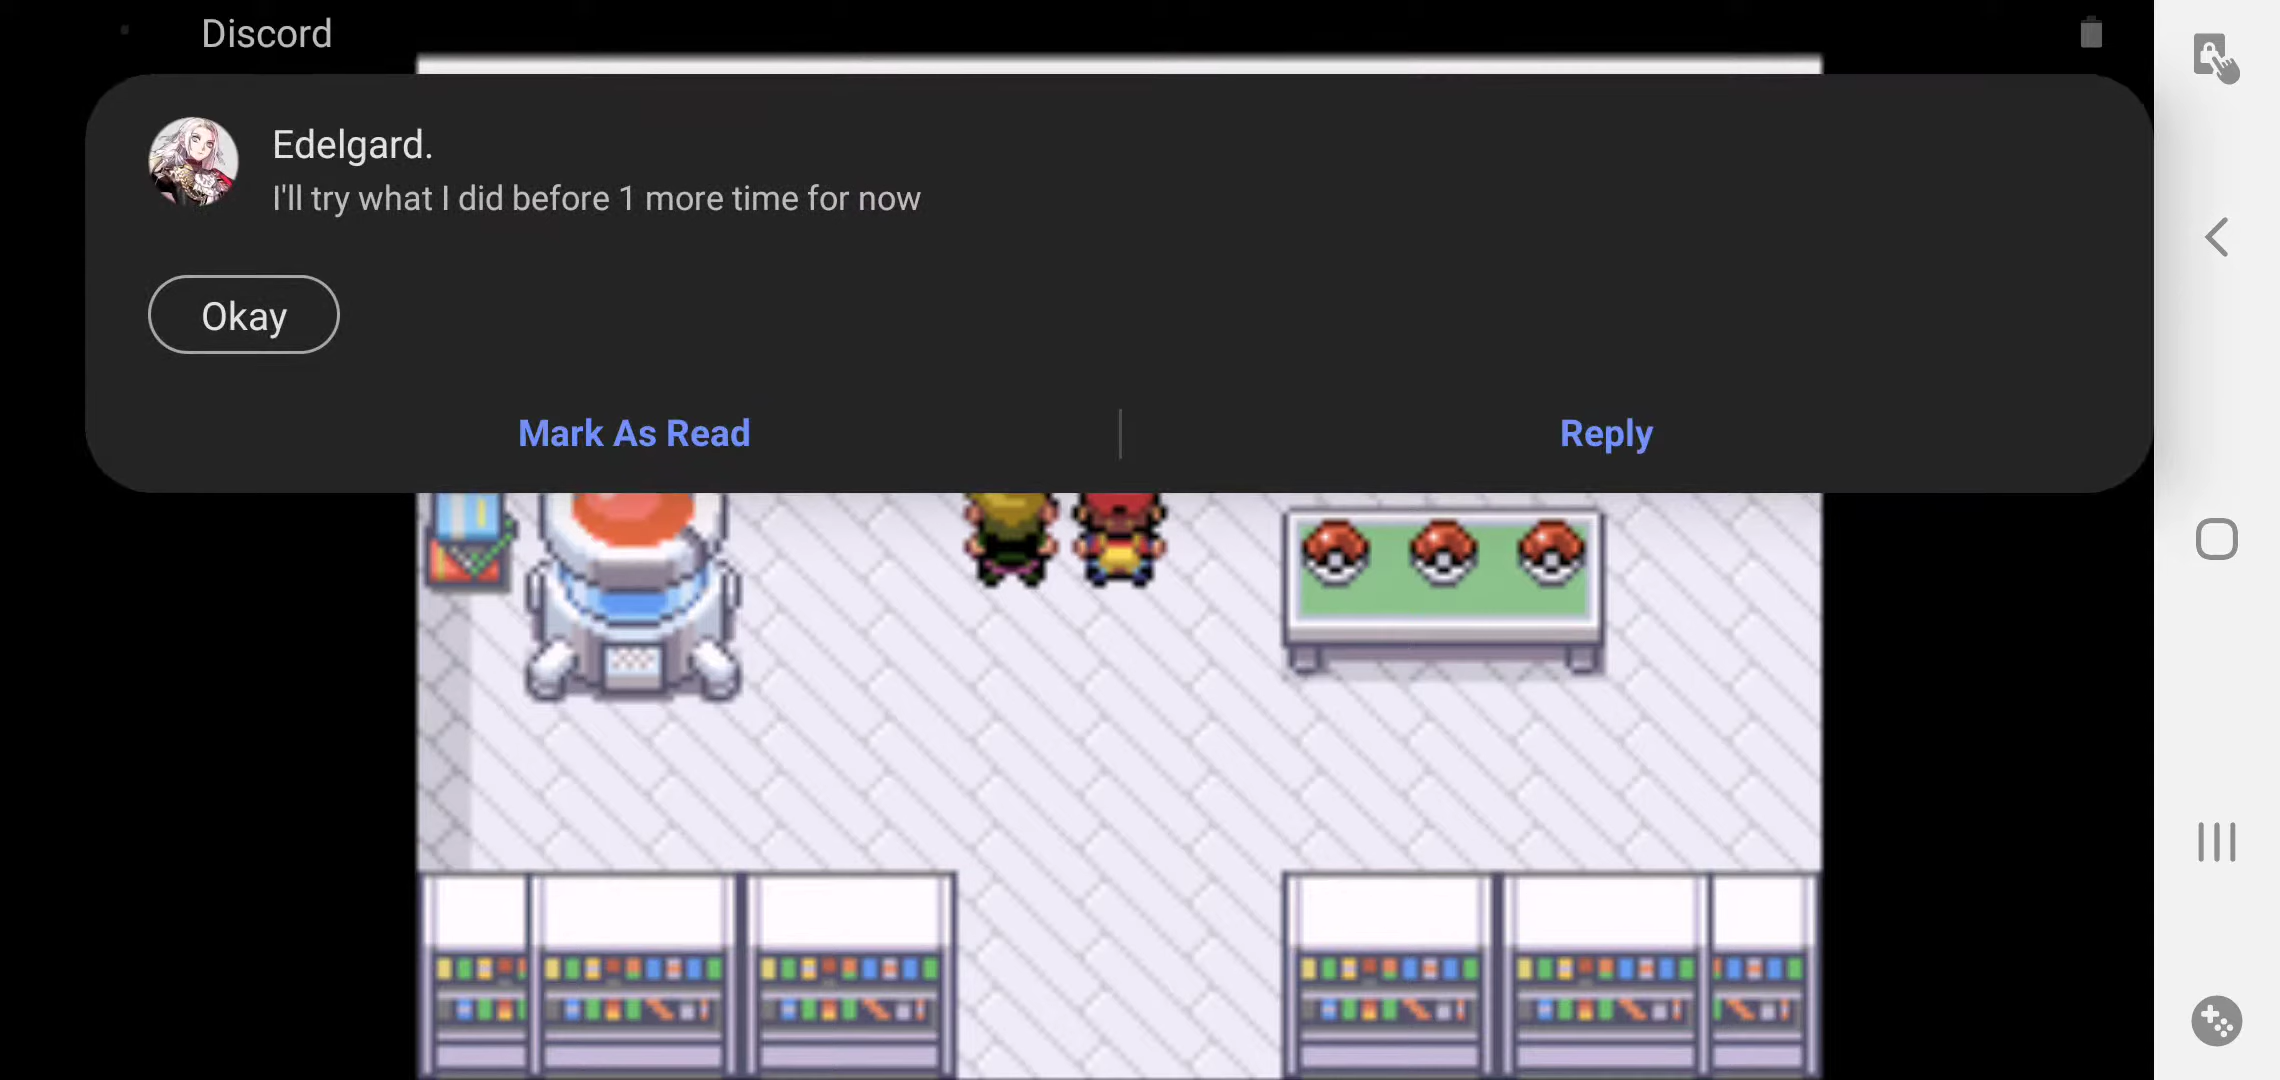 Discord
Edelgard.
I'll try what I did before 1 more time for now
Okay
Mark As Read
Reply